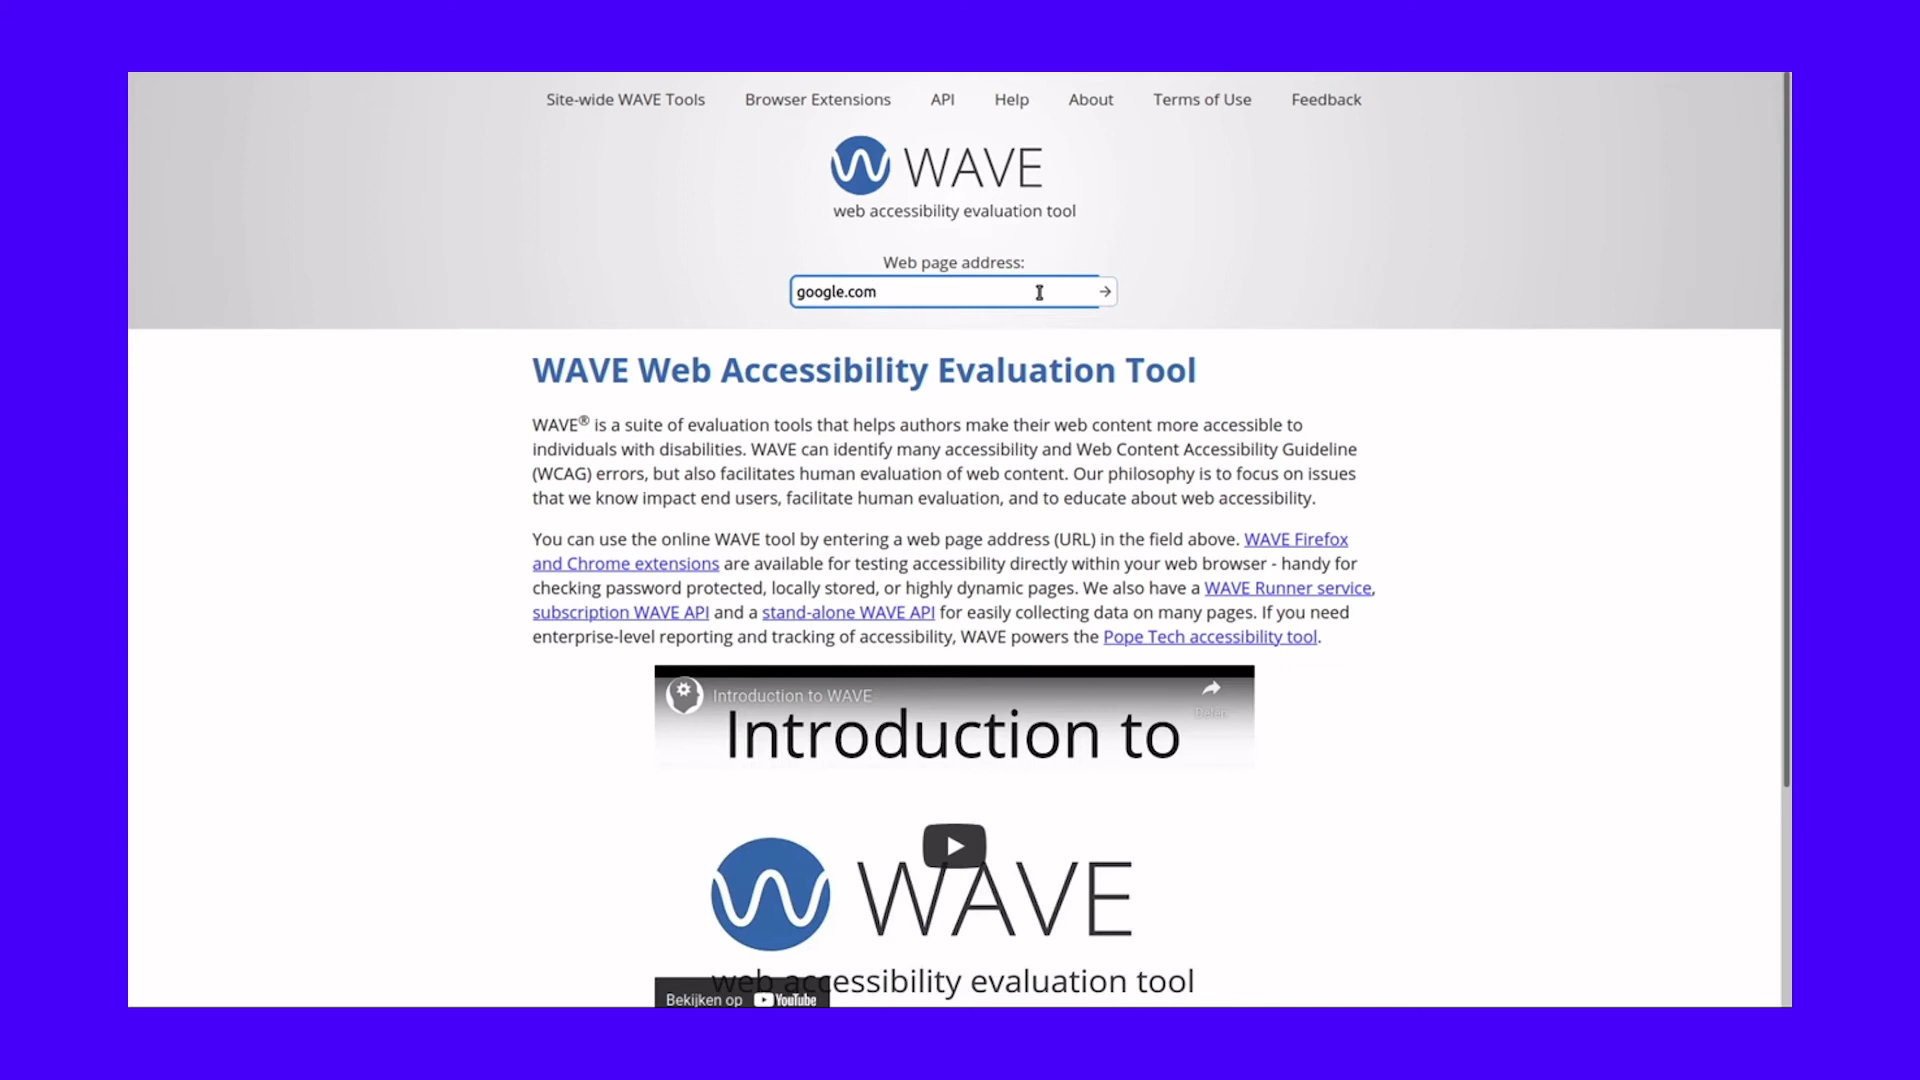 Site-wide WAVE Tools Browser Extensions API Help About Terms of Use Feedback
WAVE
web accessibility evaluation tool
Web page address:
google.com
WAVE Web Accessibility Evaluation Tool
WAVE® is a suite of evaluation tools that helps authors make their web content more accessible to
individuals with disabilities. WAVE can identify many accessibility and Web Content Accessibility Guideline
(WCAG) errors, but also facilitates human evaluation of web content. Our philosophy is to focus on issues
that we know impact end users, facilitate human evaluation, and to educate about web accessibility.
You can use the online WAVE tool by entering a web page address (URL) in the field above. WAVE Firefox
and Chrome extensions are available for testing accessibility directly within your web browser - handy for
checking password protected, locally stored, or highly dynamic pages. We also have a WAVE Runner service,
subscription WAVE API and a stand-alone WAVE API for easily collecting data on many pages. If you need
enterprise-level reporting and tracking of accessibility, WAVE powers the Pope Tech accessibility tool.
Introduction to WAVE
Delen
Introduction to
WAVE
web accessibility evaluation tool
Bekijken op YouTube